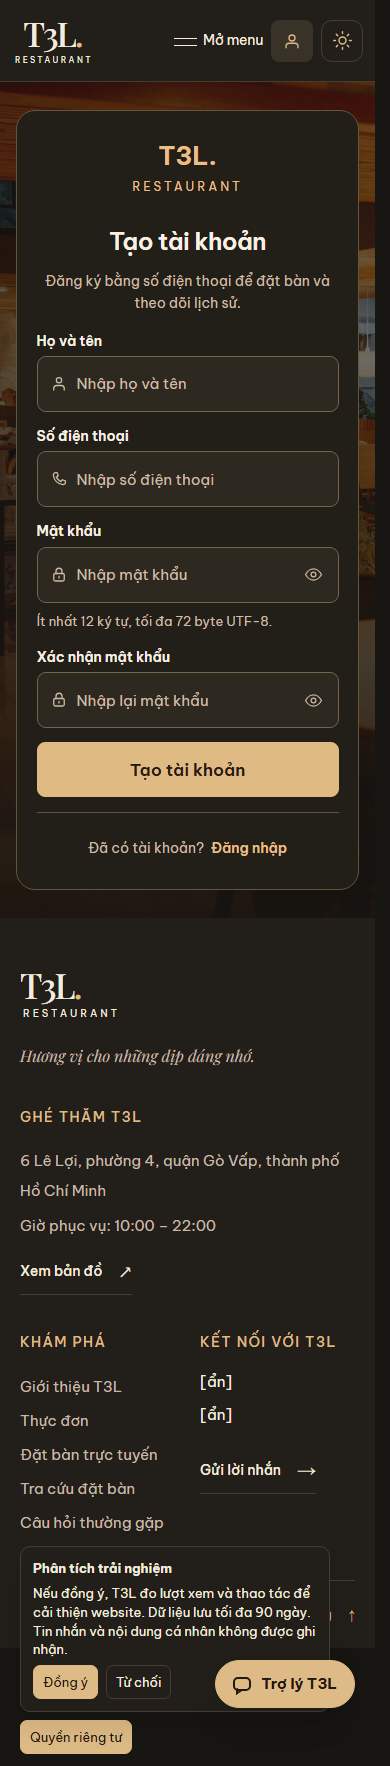 T3L.
RESTAURANT
Mở menu
T3L.
RESTAURANT
Tạo tài khoản
Đăng ký bằng số điện thoại để đặt bàn và
theo dõi lịch sử.
Họ và tên
Nhập họ và tên
Số điện thoại
Nhập số điện thoại
Mật khẩu
Nhập mật khẩu
Ít nhất 12 ký tự, tối đa 72 byte UTF-8.
Xác nhận mật khẩu
Nhập lại mật khẩu
Tạo tài khoản
Đã có tài khoản? Đăng nhập
T3L.
RESTAURANT
Hương vị cho những dịp đáng nhớ.
GHÉ THĂM T3L
6 Lê Lợi, phường 4, quận Gò Vấp, thành phố
Hồ Chí Minh
Giờ phục vụ: 10:00 – 22:00
Xem bản đồ ↗
KHÁM PHÁ
Giới thiệu T3L
Thực đơn
Đặt bàn trực tuyến
Tra cứu đặt bàn
Câu hỏi thường gặp
KẾT NỐI VỚI T3L
[ẩn]
[ẩn]
Gửi lời nhắn →
↑
Phân tích trải nghiệm
Nếu đồng ý, T3L đo lượt xem và thao tác để
cải thiện website. Dữ liệu lưu tối đa 90 ngày.
Tin nhắn và nội dung cá nhân không được ghi
nhận.
Đồng ý
Từ chối
Trợ lý T3L
Quyền riêng tư